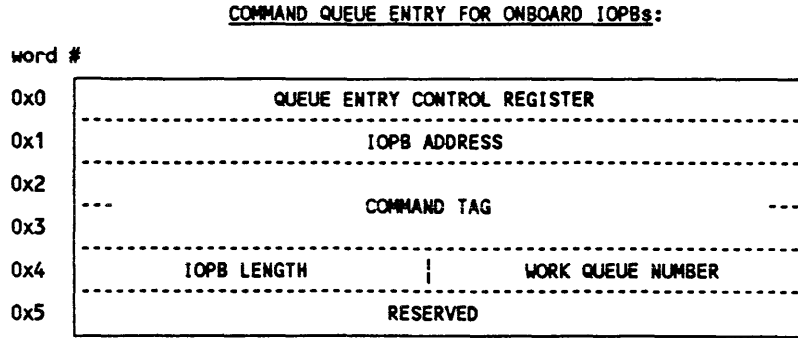 COMMAND QUEUE ENTRY FOR ONBOARD IOPBs:
word #
0x0 QUEUE ENTRY CONTROL REGISTER
0x1 IOPB ADDRESS
0x2
COMMAND TAG
0x3
0x4 IOPB LENGTH WORK QUEUE NUMBER
0x5 RESERVED